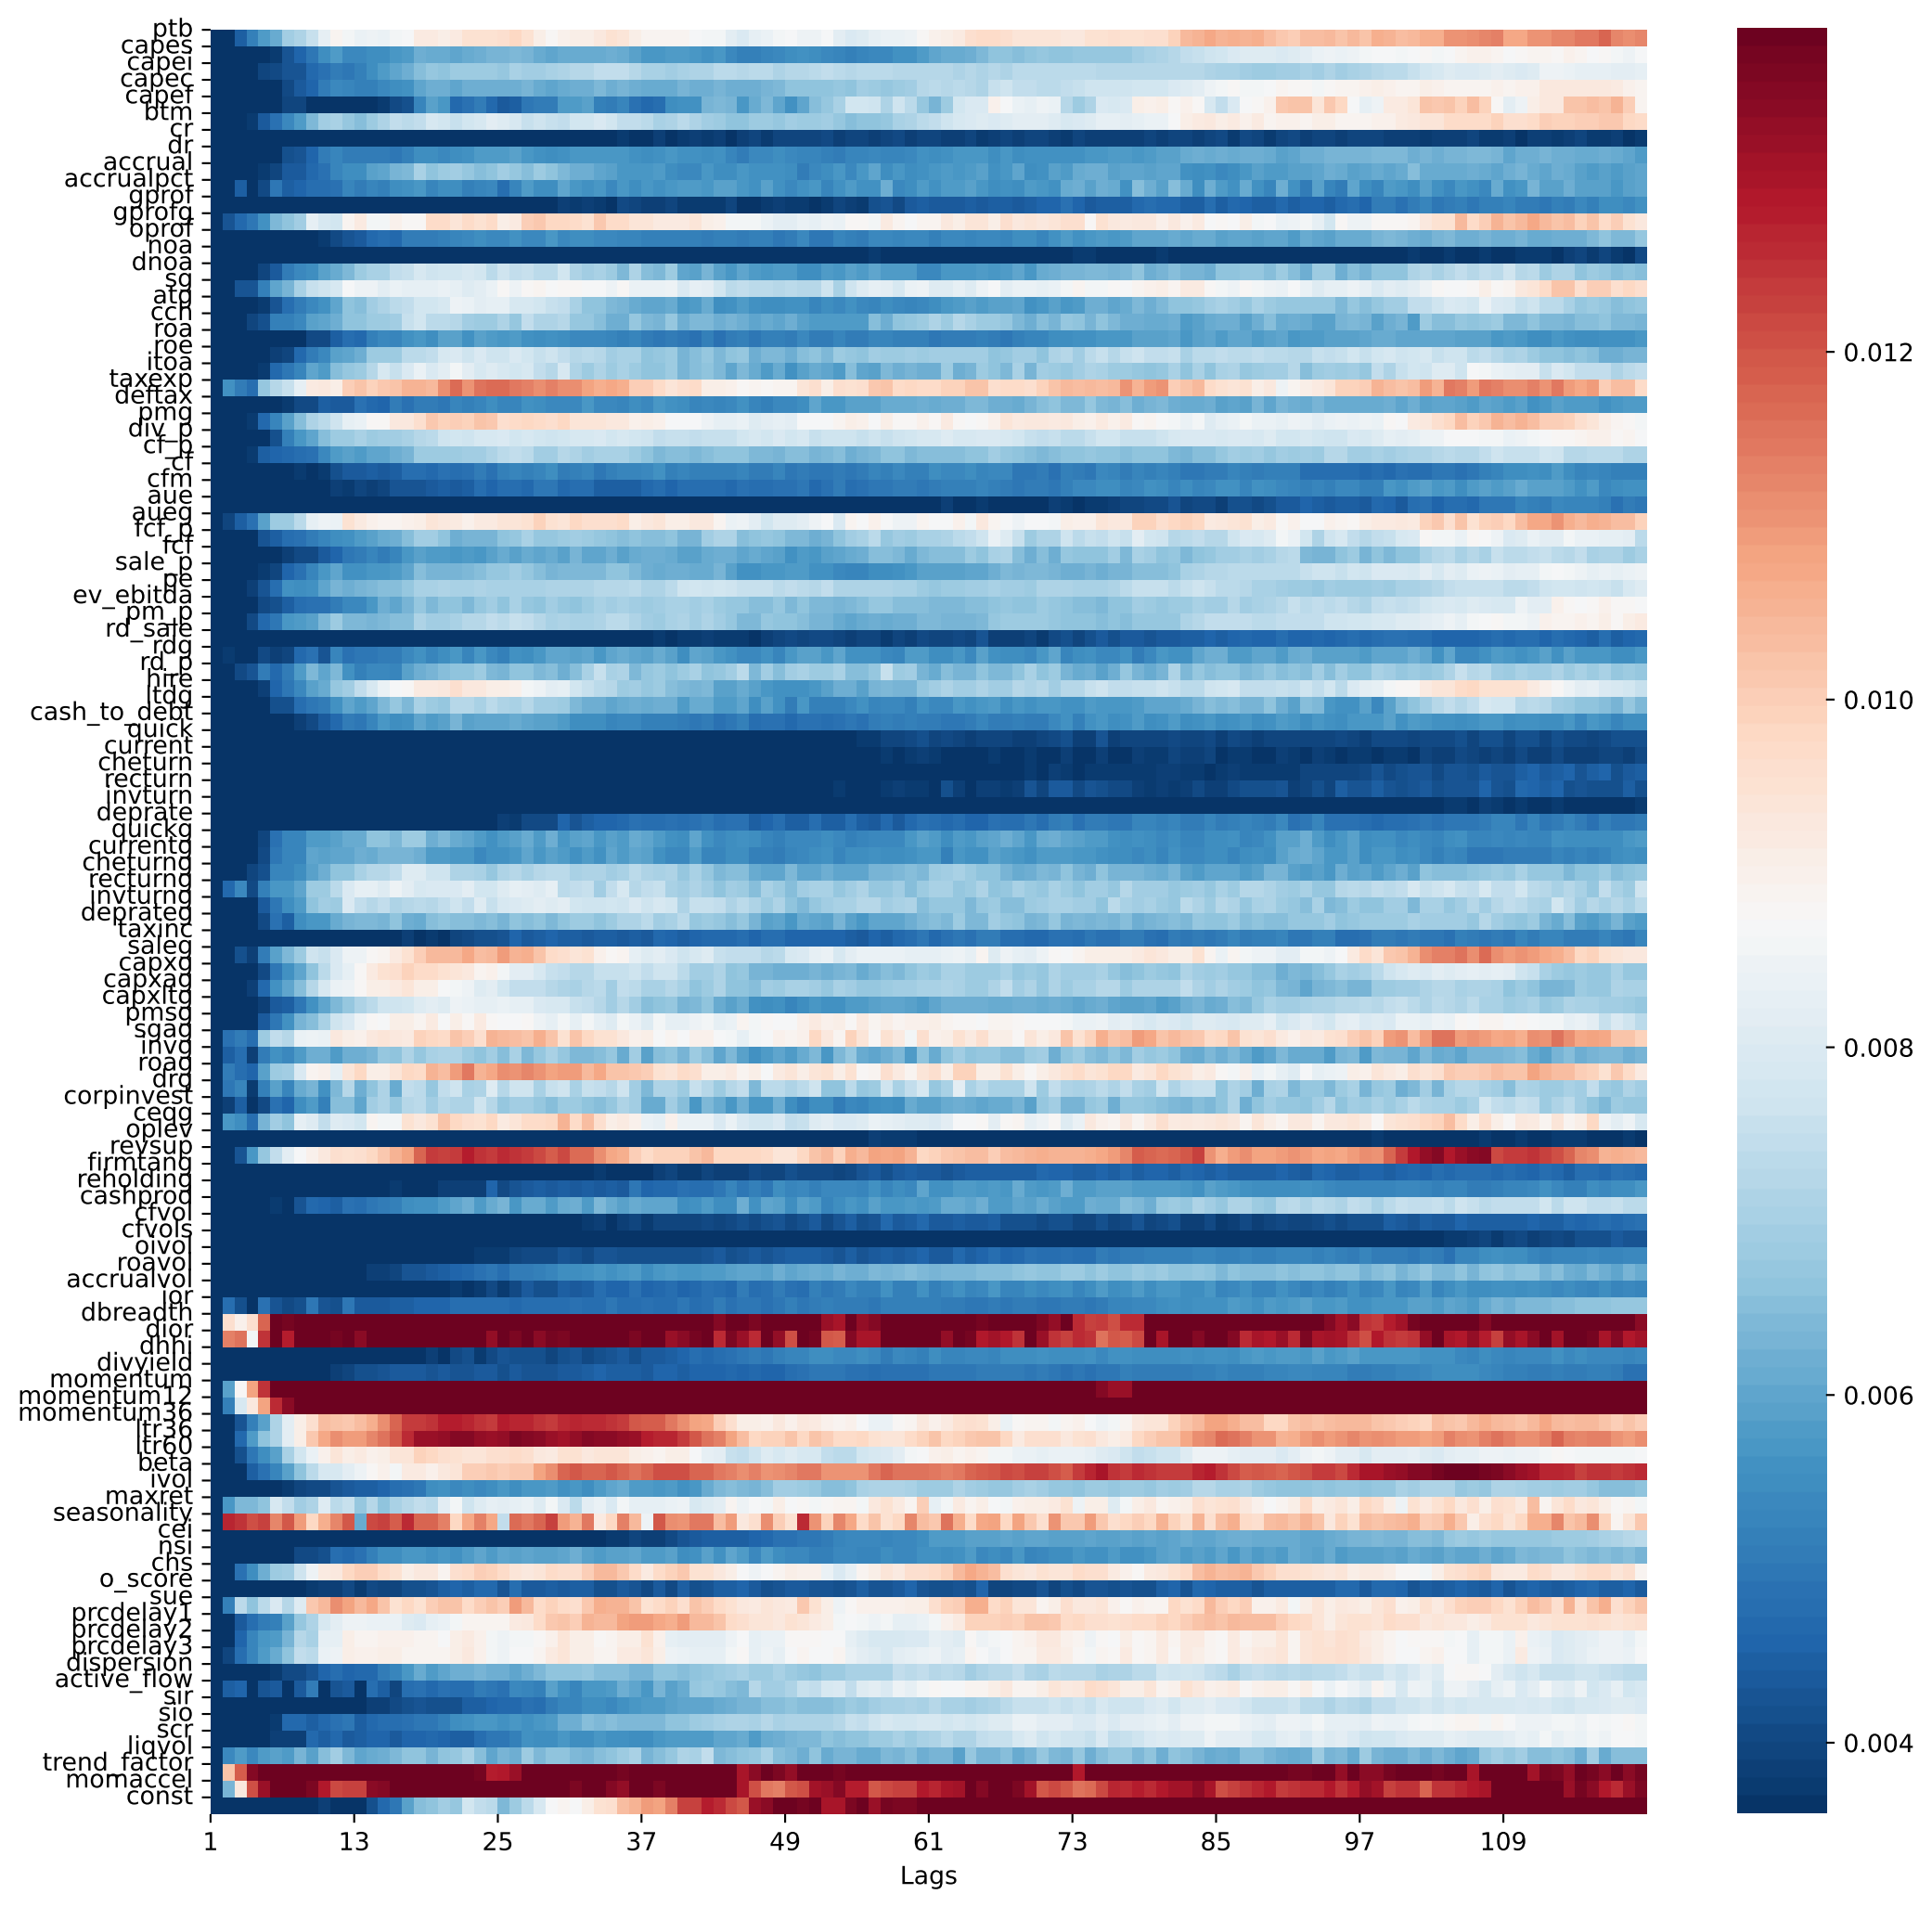 ptb
capes
capei
capec
capef
btm
cr
dr
accrual
accrualpct
gprof
gprofg
oprof
noa
dnoa
sg
atg
cch
roa
roe
itoa
taxexp
deftax
pmg
div_p
cf_p
cf
cfm
aue
aueg
fcf_p
fcf
sale_p
pe
ev_ebitda
pm_p
rd_sale
rdg
rd_p
hire
ltdg
cash_to_debt
quick
current
cheturn
recturn
invturn
deprate
quickg
currentg
cheturng
recturng
invturng
deprateg
taxinc
saleg
capxg
capxag
capxltg
pmsg
sgag
invg
roag
drg
corpinvest
ceqg
oplev
revsup
firmtang
reholding
cashprod
cfvol
cfvols
oivol
roavol
accrualvol
ior
dbreadth
dior
dhhi
divyield
momentum
momentum12
momentum36
ltr36
ltr60
beta
ivol
maxret
seasonality
cei
nsi
chs
o_score
sue
prcdelay1
prcdelay2
prcdelay3
dispersion
active_flow
sir
sio
scr
liqvol
trend_factor
momaccel
const
1 13 25 37 49 61 73 85 97 109
Lags
0.012
0.010
0.008
0.006
0.004